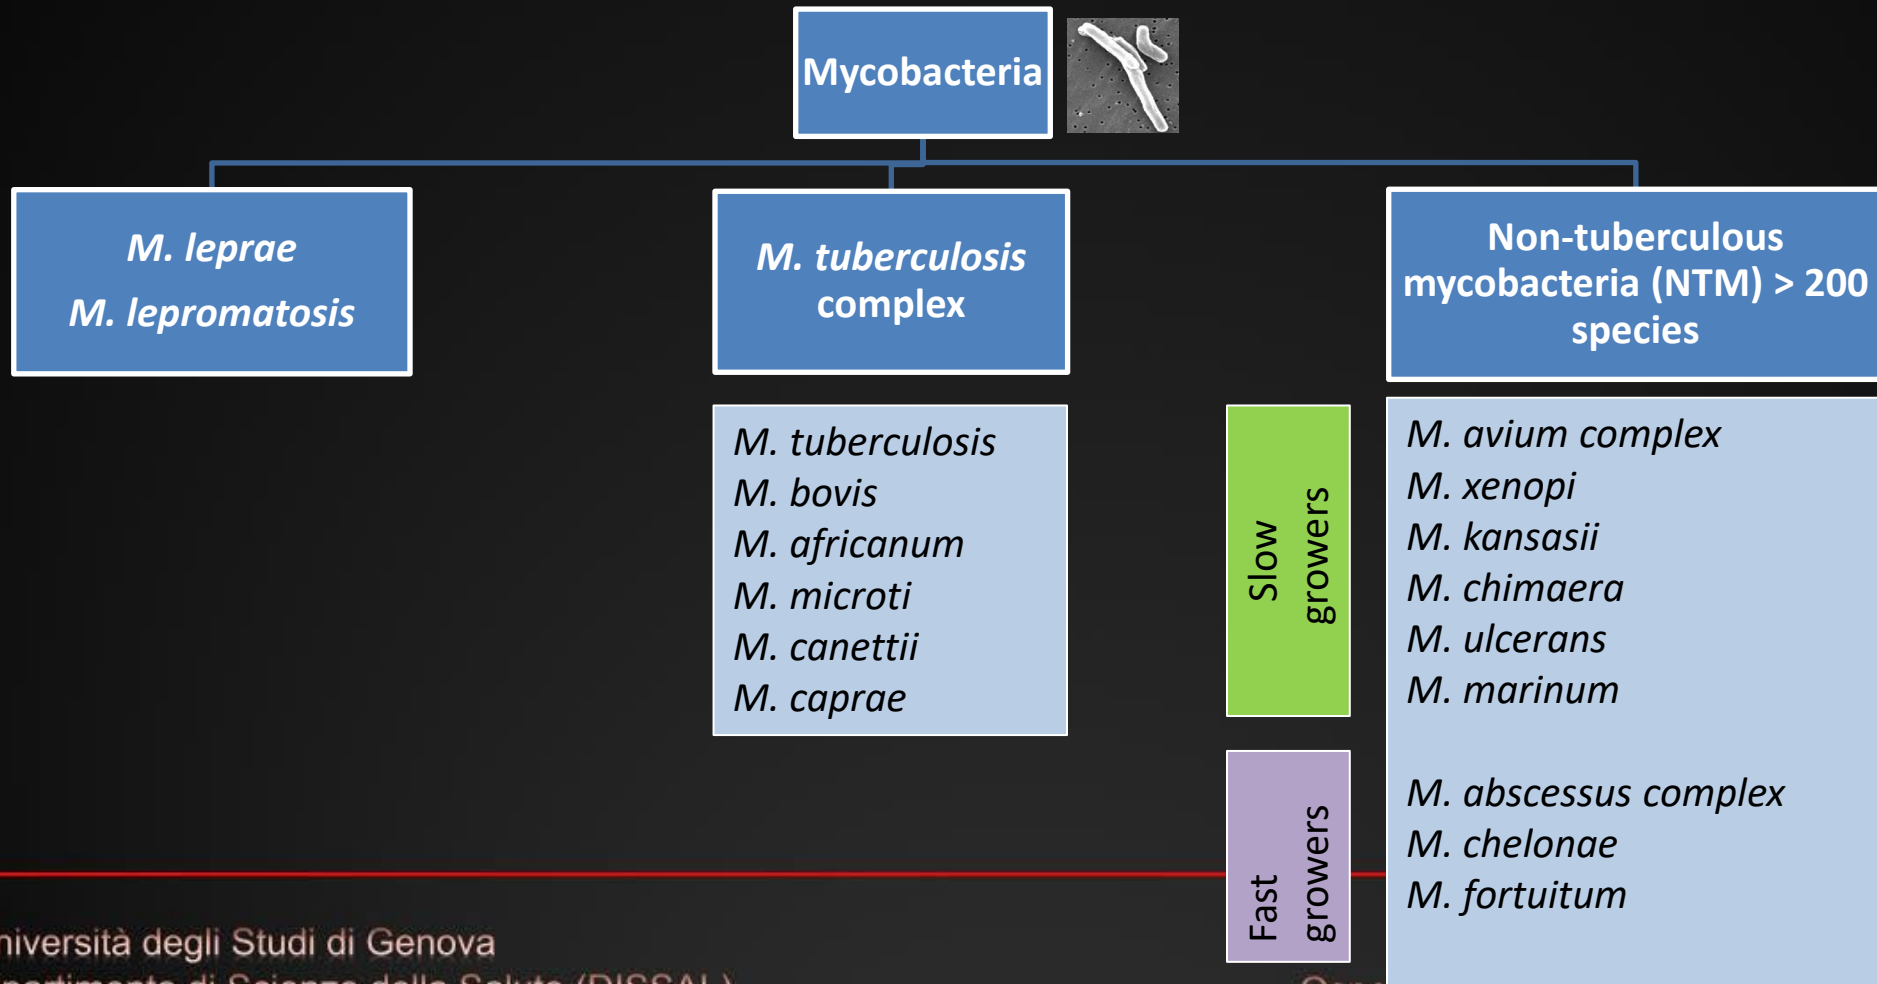 Mycobacteria
M. leprae
M. lepromatosis
M. tuberculosis
complex
Non-tuberculous
mycobacteria (NTM) > 200
species
M. tuberculosis
M. bovis
M. africanum
M. microti
M. canettii
M. caprae
Slow
growers
M. avium complex
M. xenopi
M. kansasii
M. chimaera
M. ulcerans
M. marinum
Fast
growers
M. abscessus complex
M. chelonae
M. fortuitum
degli Studi di Genova